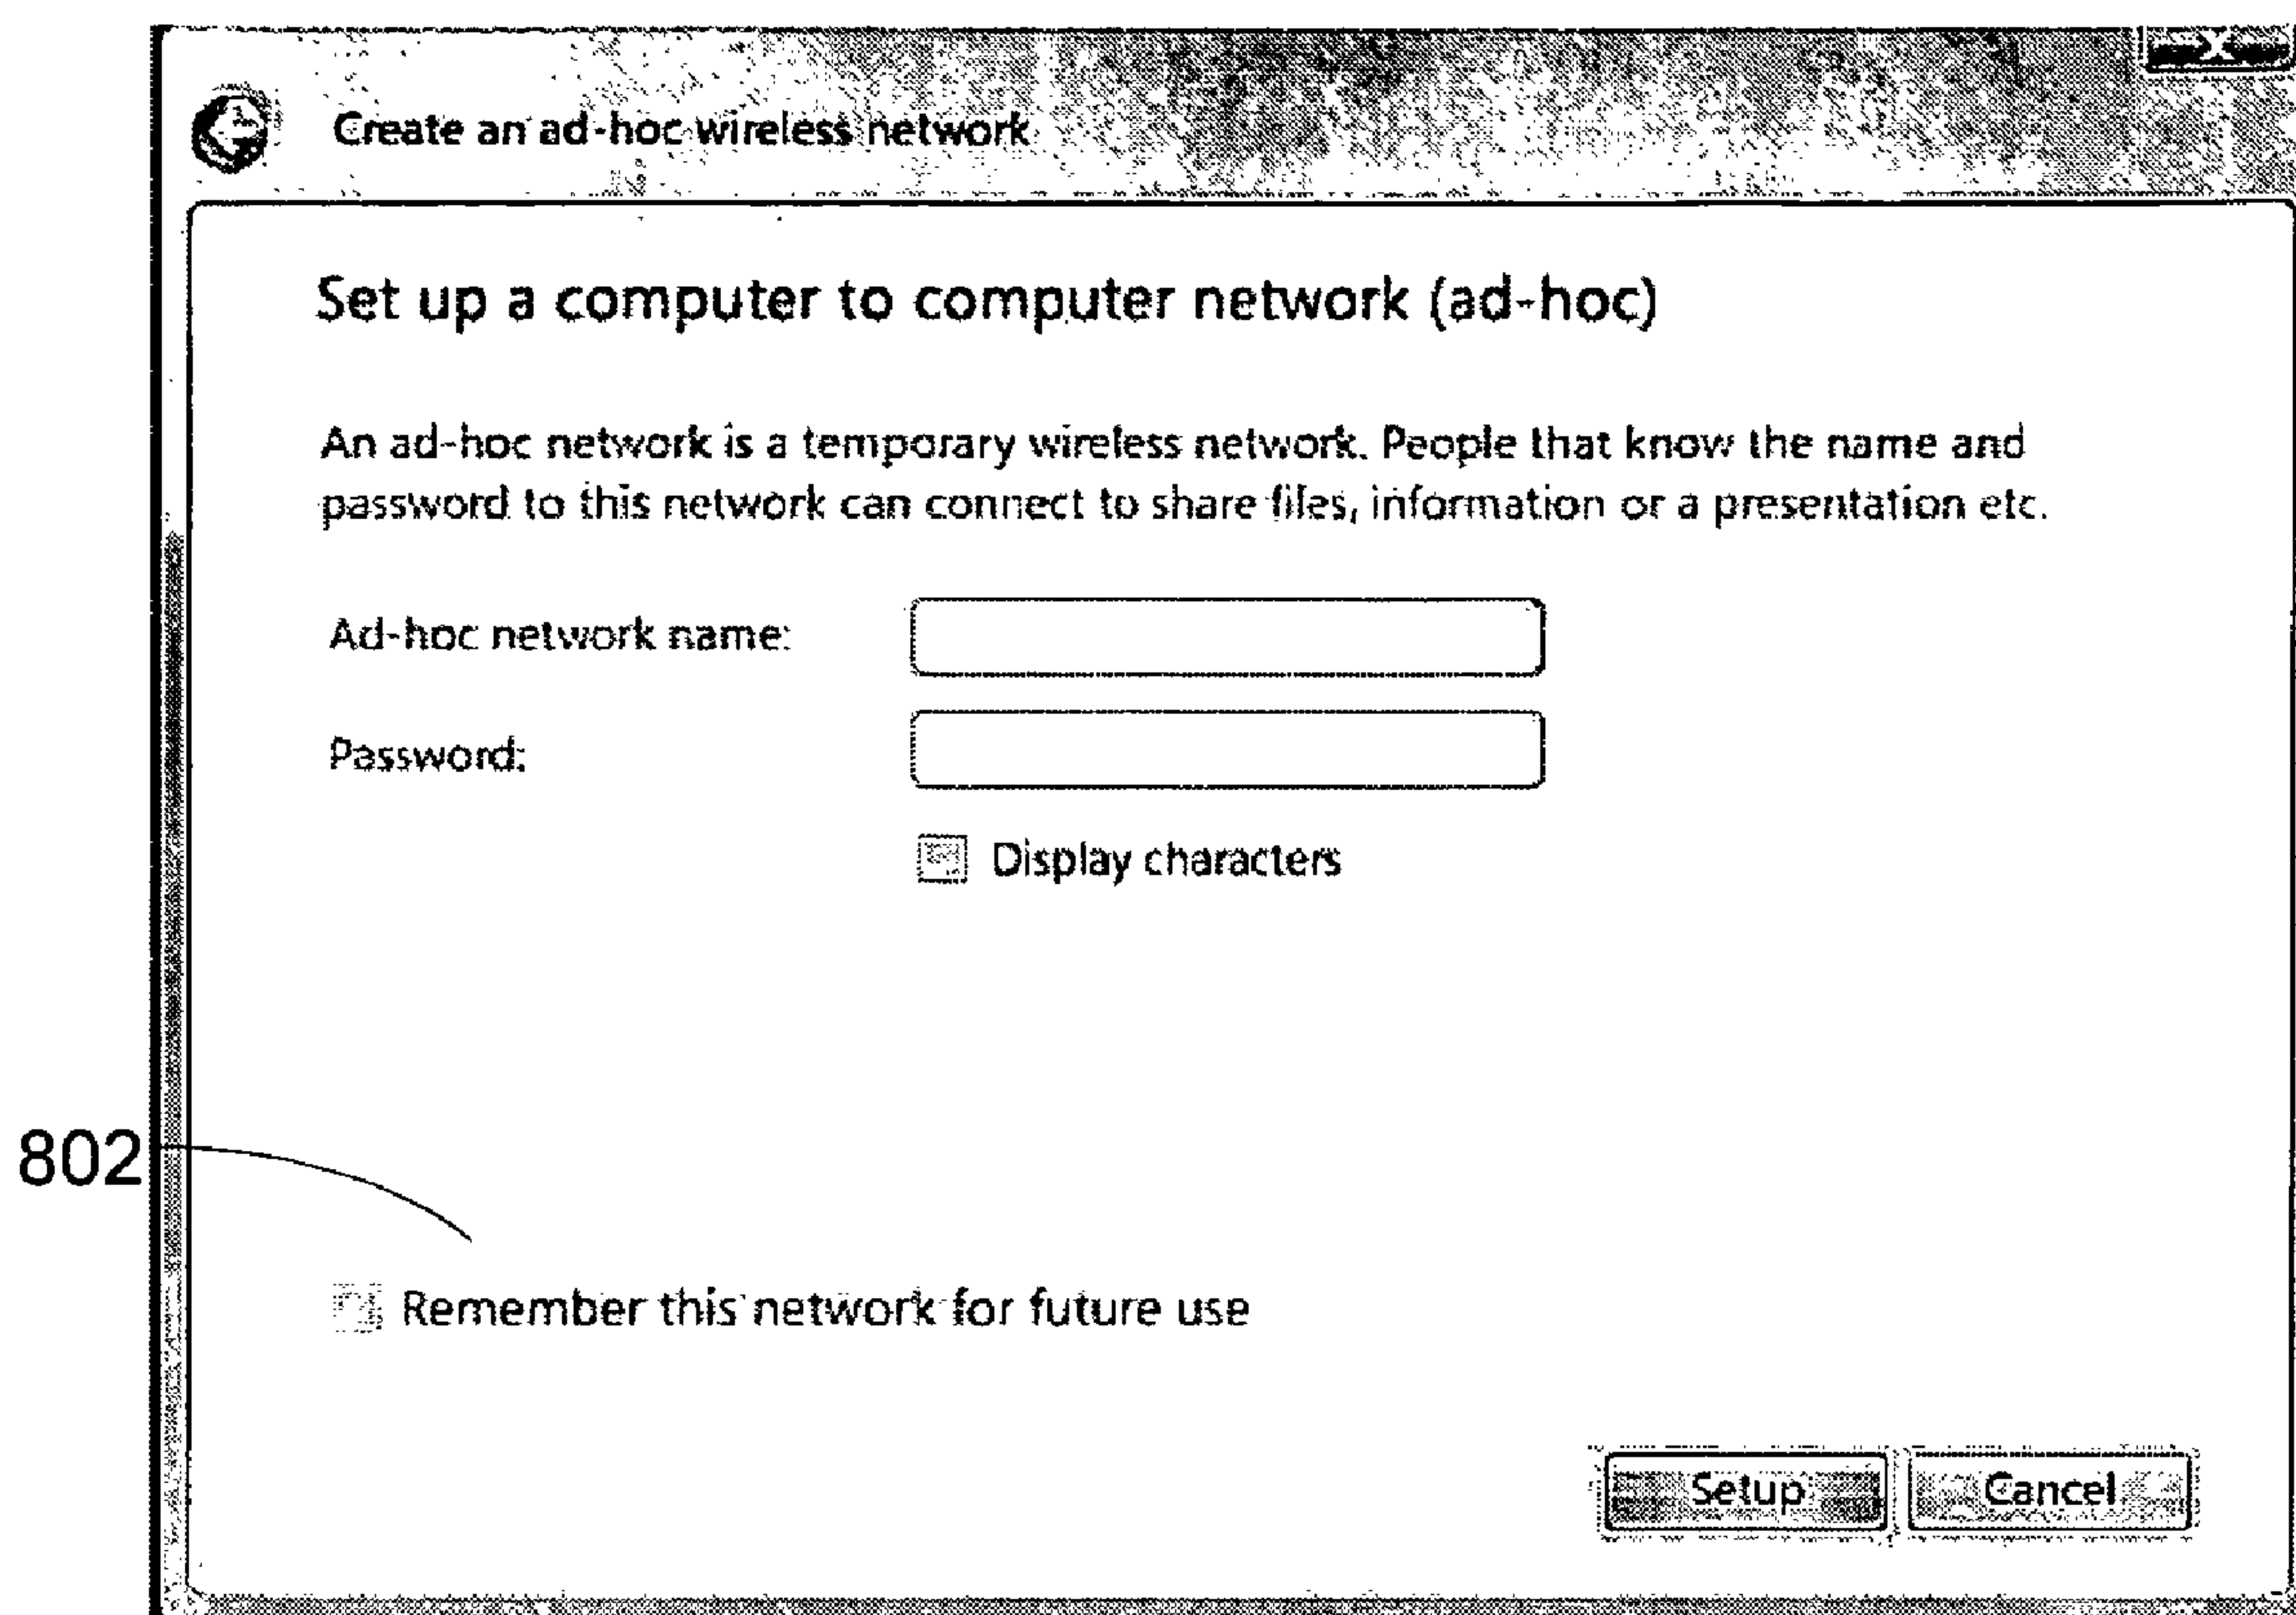 X
Create an ad-hoc wireless network
Set up a computer to computer network (ad-hoc)
An ad-hoc network is a temporary wireless network. People that know the name and
password to this network can connect to share files, information or a presentation etc.
Ad-hoc network name:
Password:
Display characters
802
Remember this network for future use
Setup Cancel